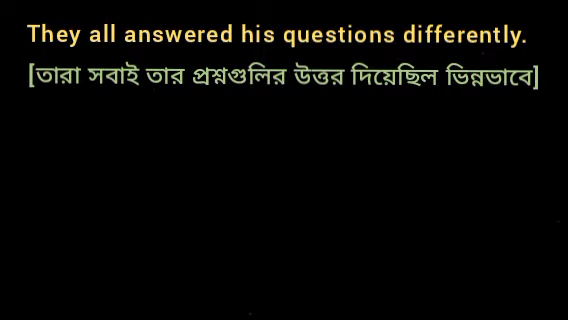 They all answered his questions differently.
[তারা সবাই তার প্রশ্নগুলির উত্তর দিয়েছিল ভিন্নভাবে]